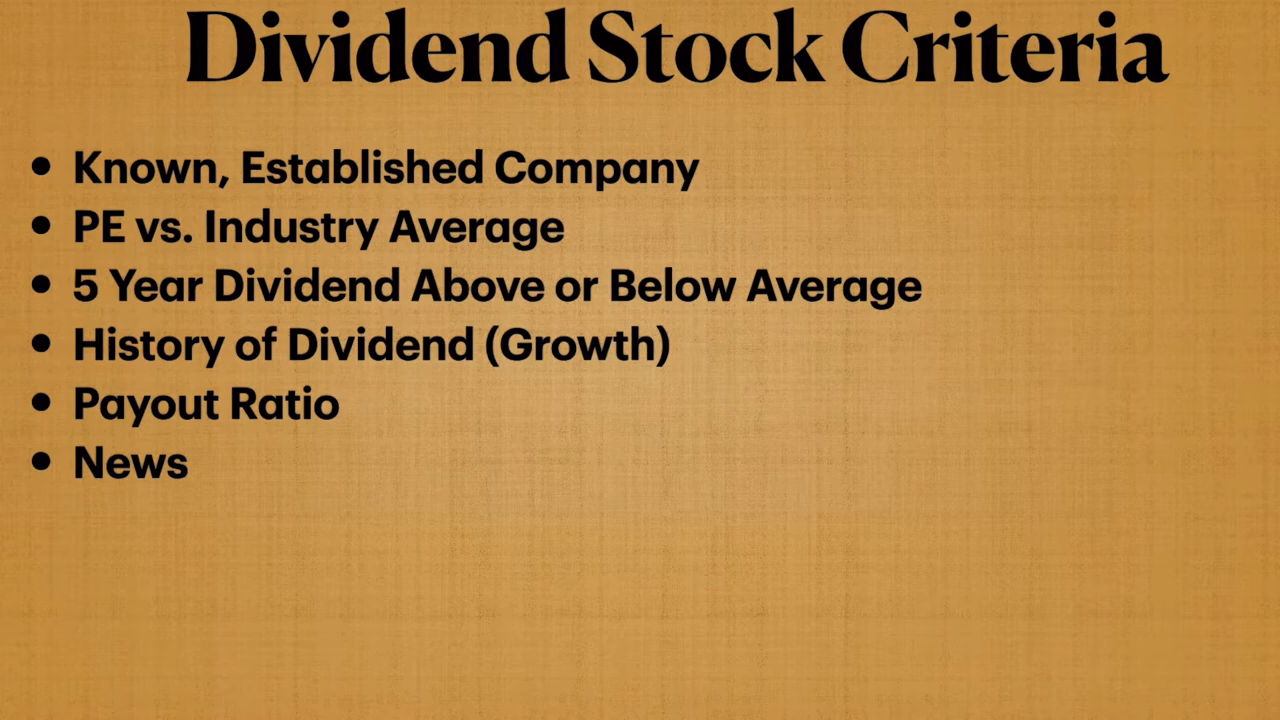 Dividend Stock Criteria
• Known, Established Company
• PE vs. Industry Average
• 5 Year Dividend Above or Below Average
• History of Dividend (Growth)
• Payout Ratio
• News